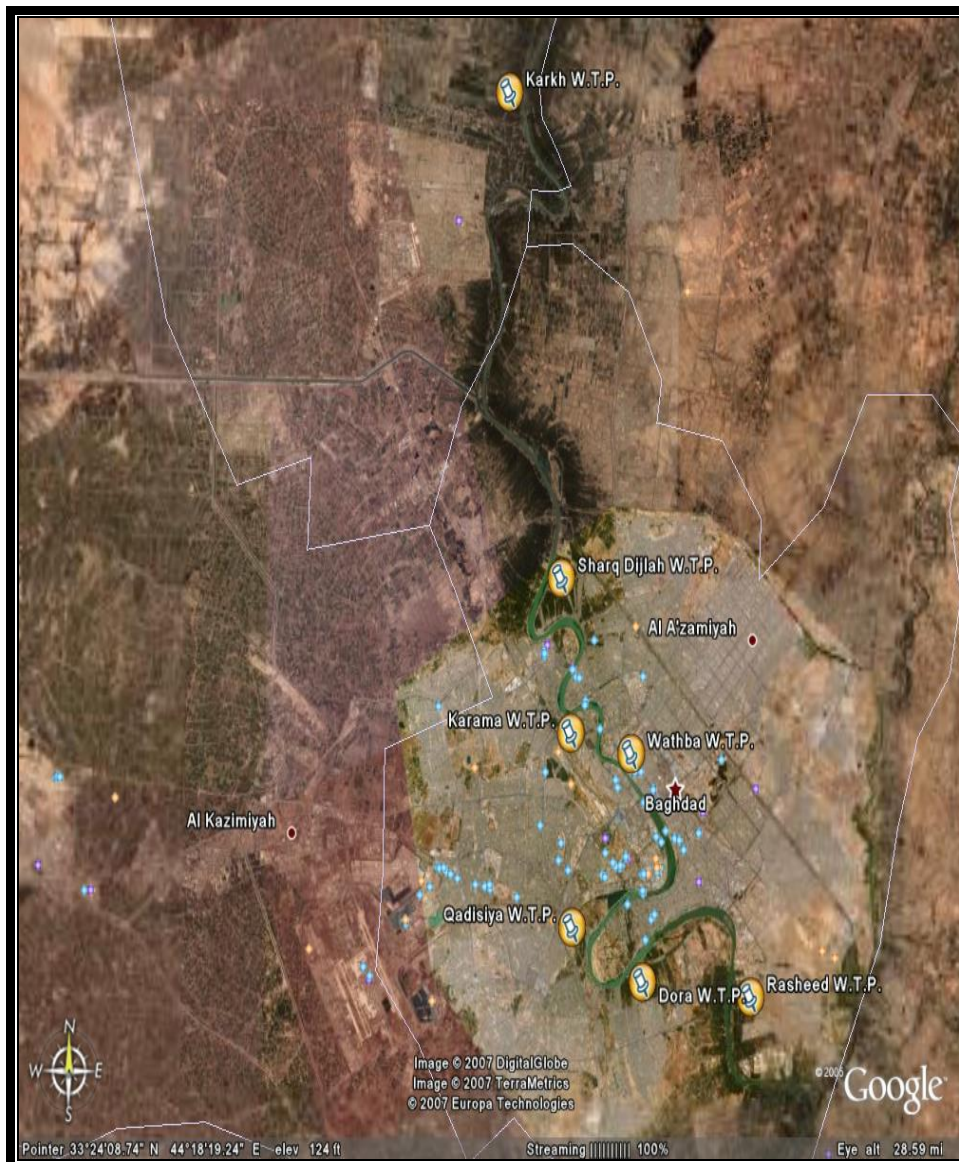 Karkh W.T.P.
Sharq Dijlah W.T.P.
Al A'zamiyah
Karama W.T.P.
Wathba W.T.P.
Baghdad
Al Kazimiyah
Qadisiya W.T.P.
Dora W.T.P.
Rasheed W.T.P.
N
W E
S
Image © 2007 DigitalGlobe
Image © 2007 TerraMetrics
© 2007 Europa Technologies
© 2005 Google
Pointer 33°24'08.74" N 44°18'19.24" E elev 124 ft Streaming |||||||||| 100% Eye alt 28.59 mi